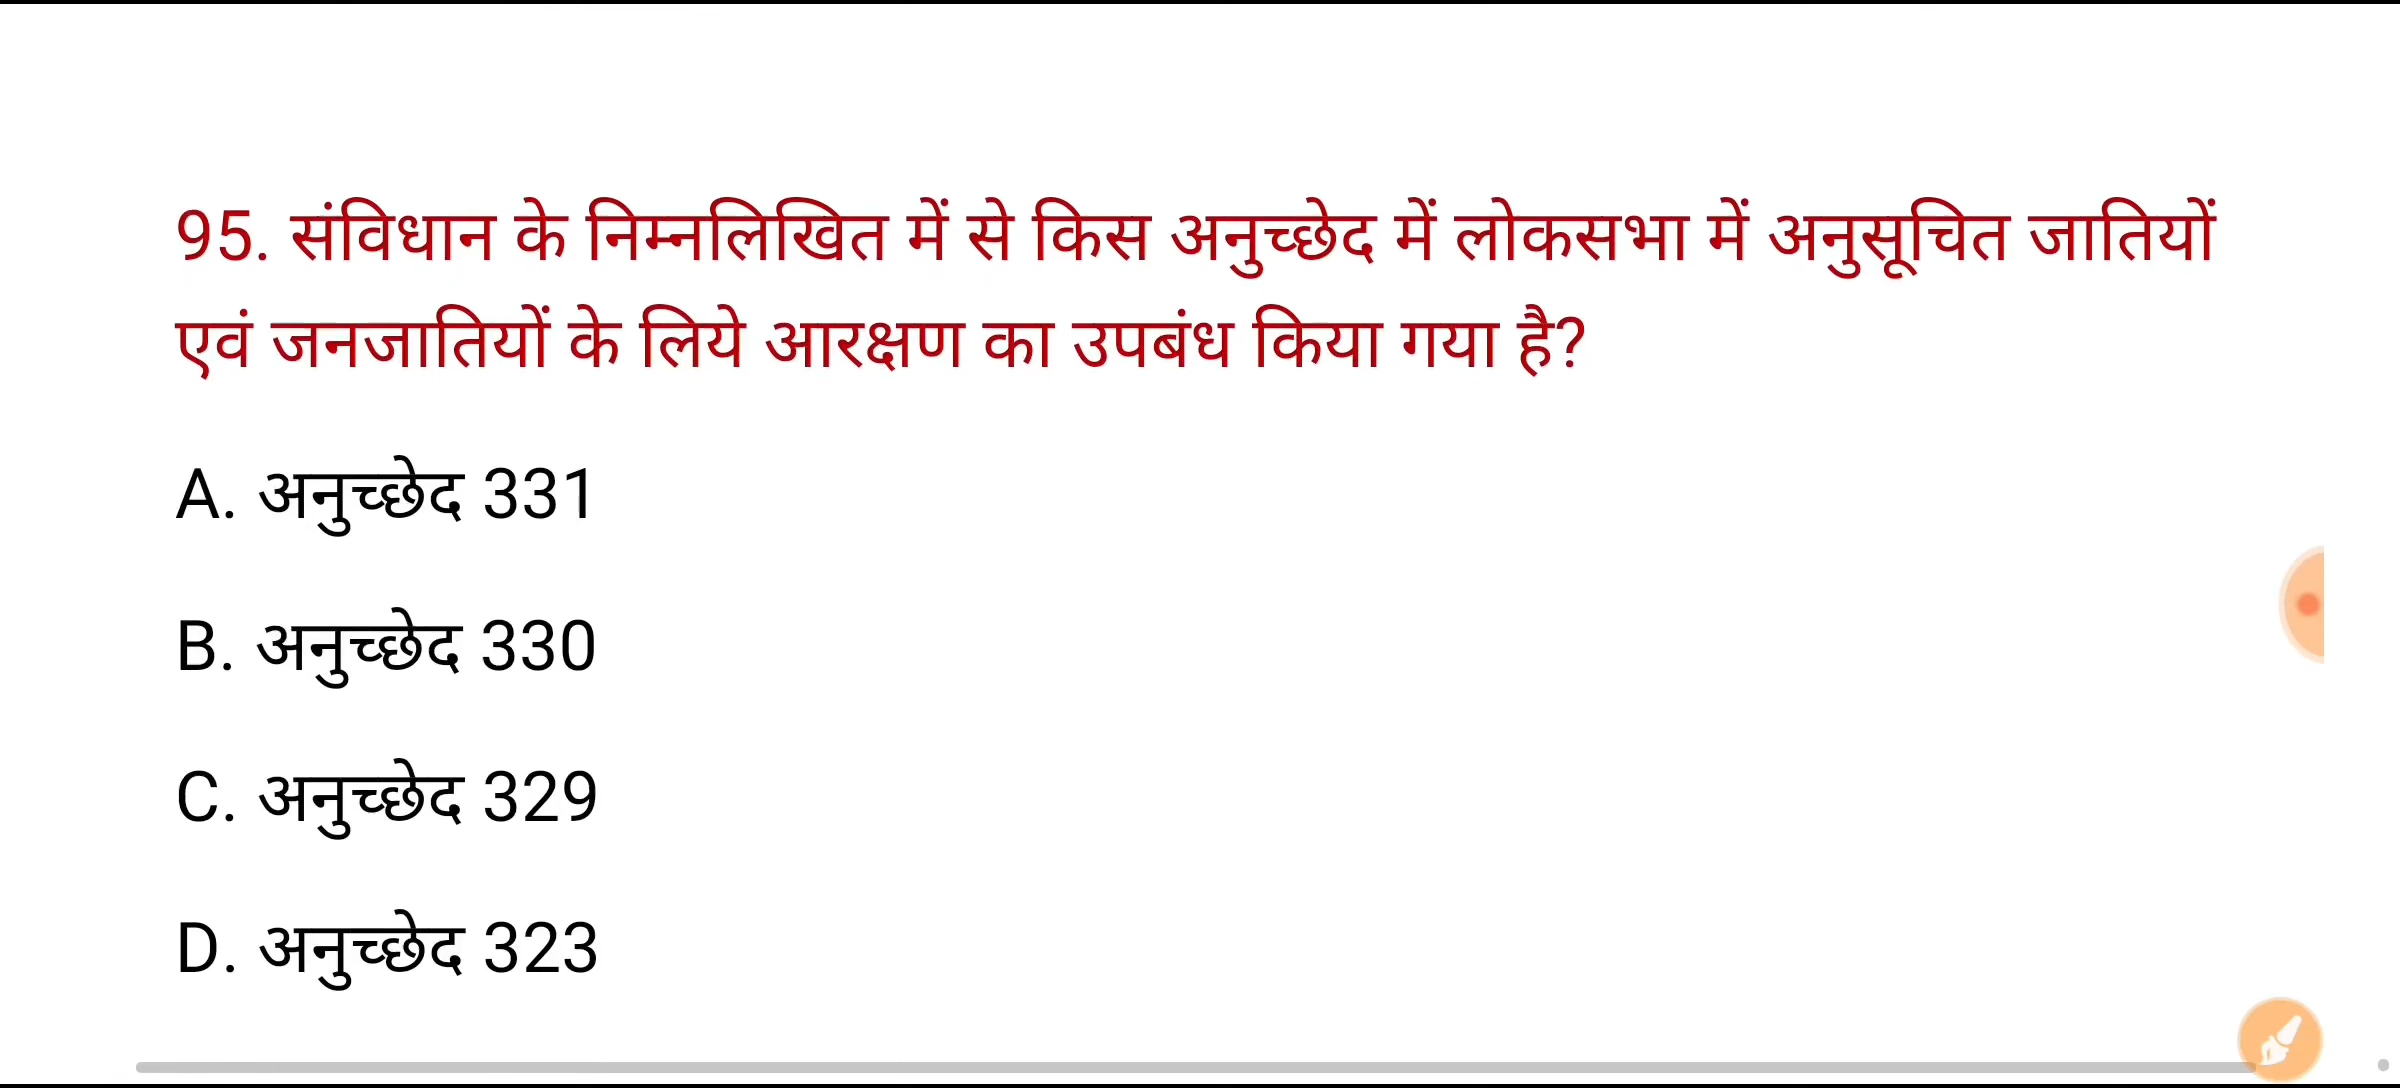 95. संविधान के निम्नलिखित में से किस अनुच्छेद में लोकसभा में अनुसूचित जातियों
एवं जनजातियों के लिये आरक्षण का उपबंध किया गया है?
A. अनुच्छेद 331
B. अनुच्छेद 330
C. अनुच्छेद 329
D. अनुच्छेद 323